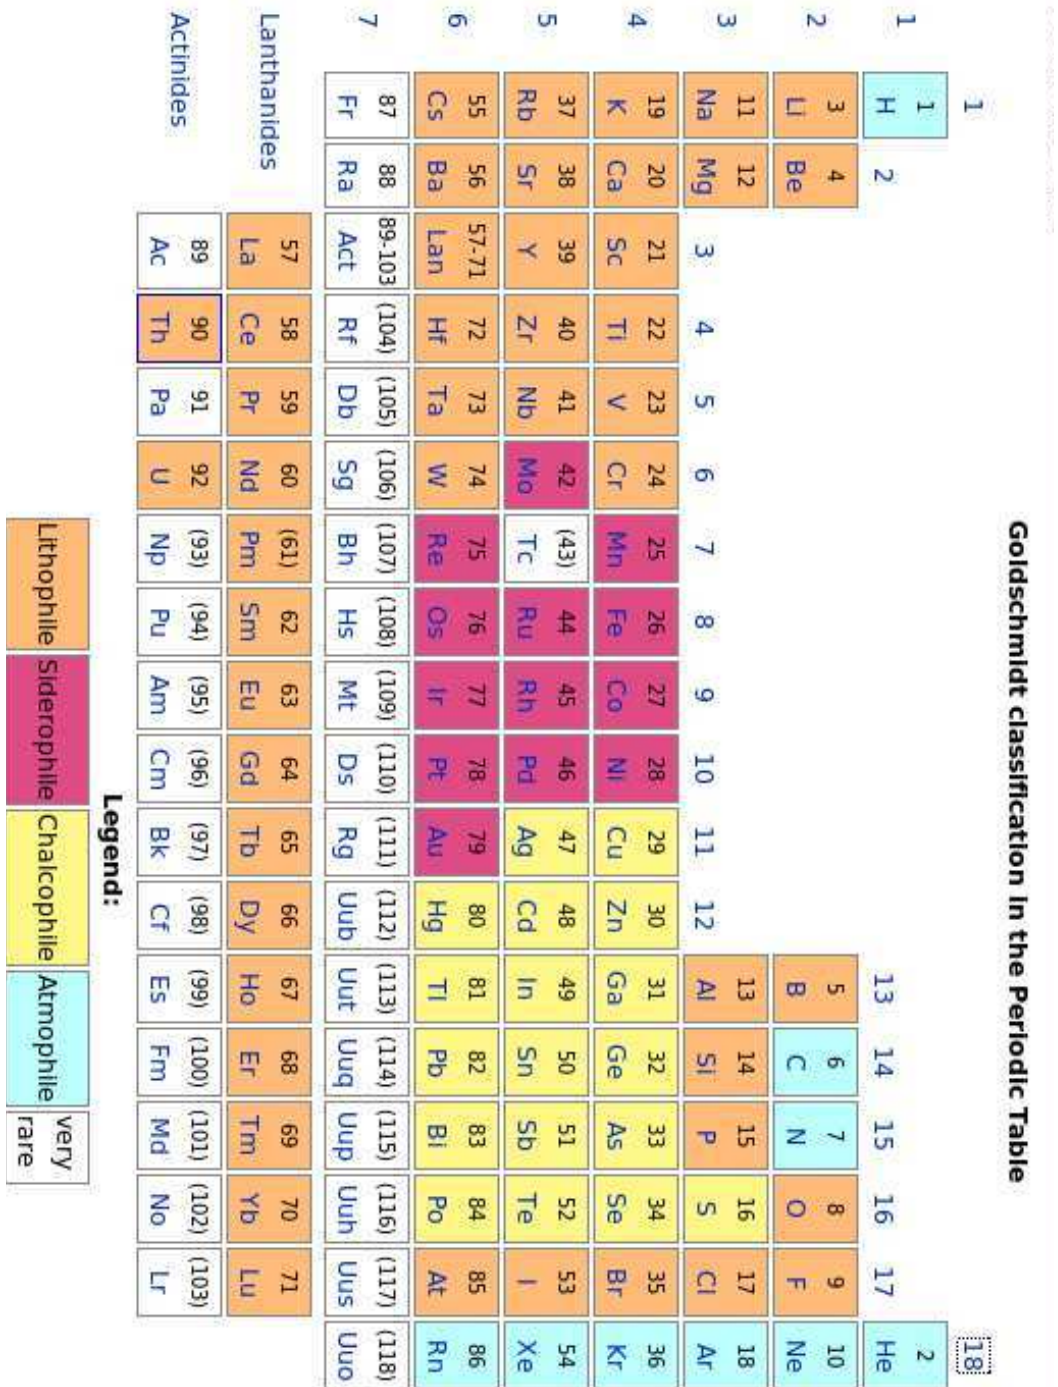 Goldschmidt classification in the Periodic Table
1 18
1 1 H 2 13 14 15 16 17 2 He
2 3 Li 4 Be 5 B 6 C 7 N 8 O 9 F 10 Ne
3 11 Na 12 Mg 3 4 5 6 7 8 9 10 11 12 13 Al 14 Si 15 P 16 S 17 Cl 18 Ar
4 19 K 20 Ca 21 Sc 22 Ti 23 V 24 Cr 25 Mn 26 Fe 27 Co 28 Ni 29 Cu 30 Zn 31 Ga 32 Ge 33 As 34 Se 35 Br 36 Kr
5 37 Rb 38 Sr 39 Y 40 Zr 41 Nb 42 Mo (43) Tc 44 Ru 45 Rh 46 Pd 47 Ag 48 Cd 49 In 50 Sn 51 Sb 52 Te 53 I 54 Xe
6 55 Cs 56 Ba 57-71 Lan 72 Hf 73 Ta 74 W 75 Re 76 Os 77 Ir 78 Pt 79 Au 80 Hg 81 Tl 82 Pb 83 Bi 84 Po 85 At 86 Rn
7 87 Fr 88 Ra 89-103 Act (104) Rf (105) Db (106) Sg (107) Bh (108) Hs (109) Mt (110) Ds (111) Rg (112) Uub (113) Uut (114) Uuq (115) Uup (116) Uuh (117) Uus (118) Uuo
Lanthanides 57 La 58 Ce 59 Pr 60 Nd (61) Pm 62 Sm 63 Eu 64 Gd 65 Tb 66 Dy 67 Ho 68 Er 69 Tm 70 Yb 71 Lu
Actinides 89 Ac 90 Th 91 Pa 92 U (93) Np (94) Pu (95) Am (96) Cm (97) Bk (98) Cf (99) Es (100) Fm (101) Md (102) No (103) Lr
Legend:
Lithophile Siderophile Chalcophile Atmophile very
rare